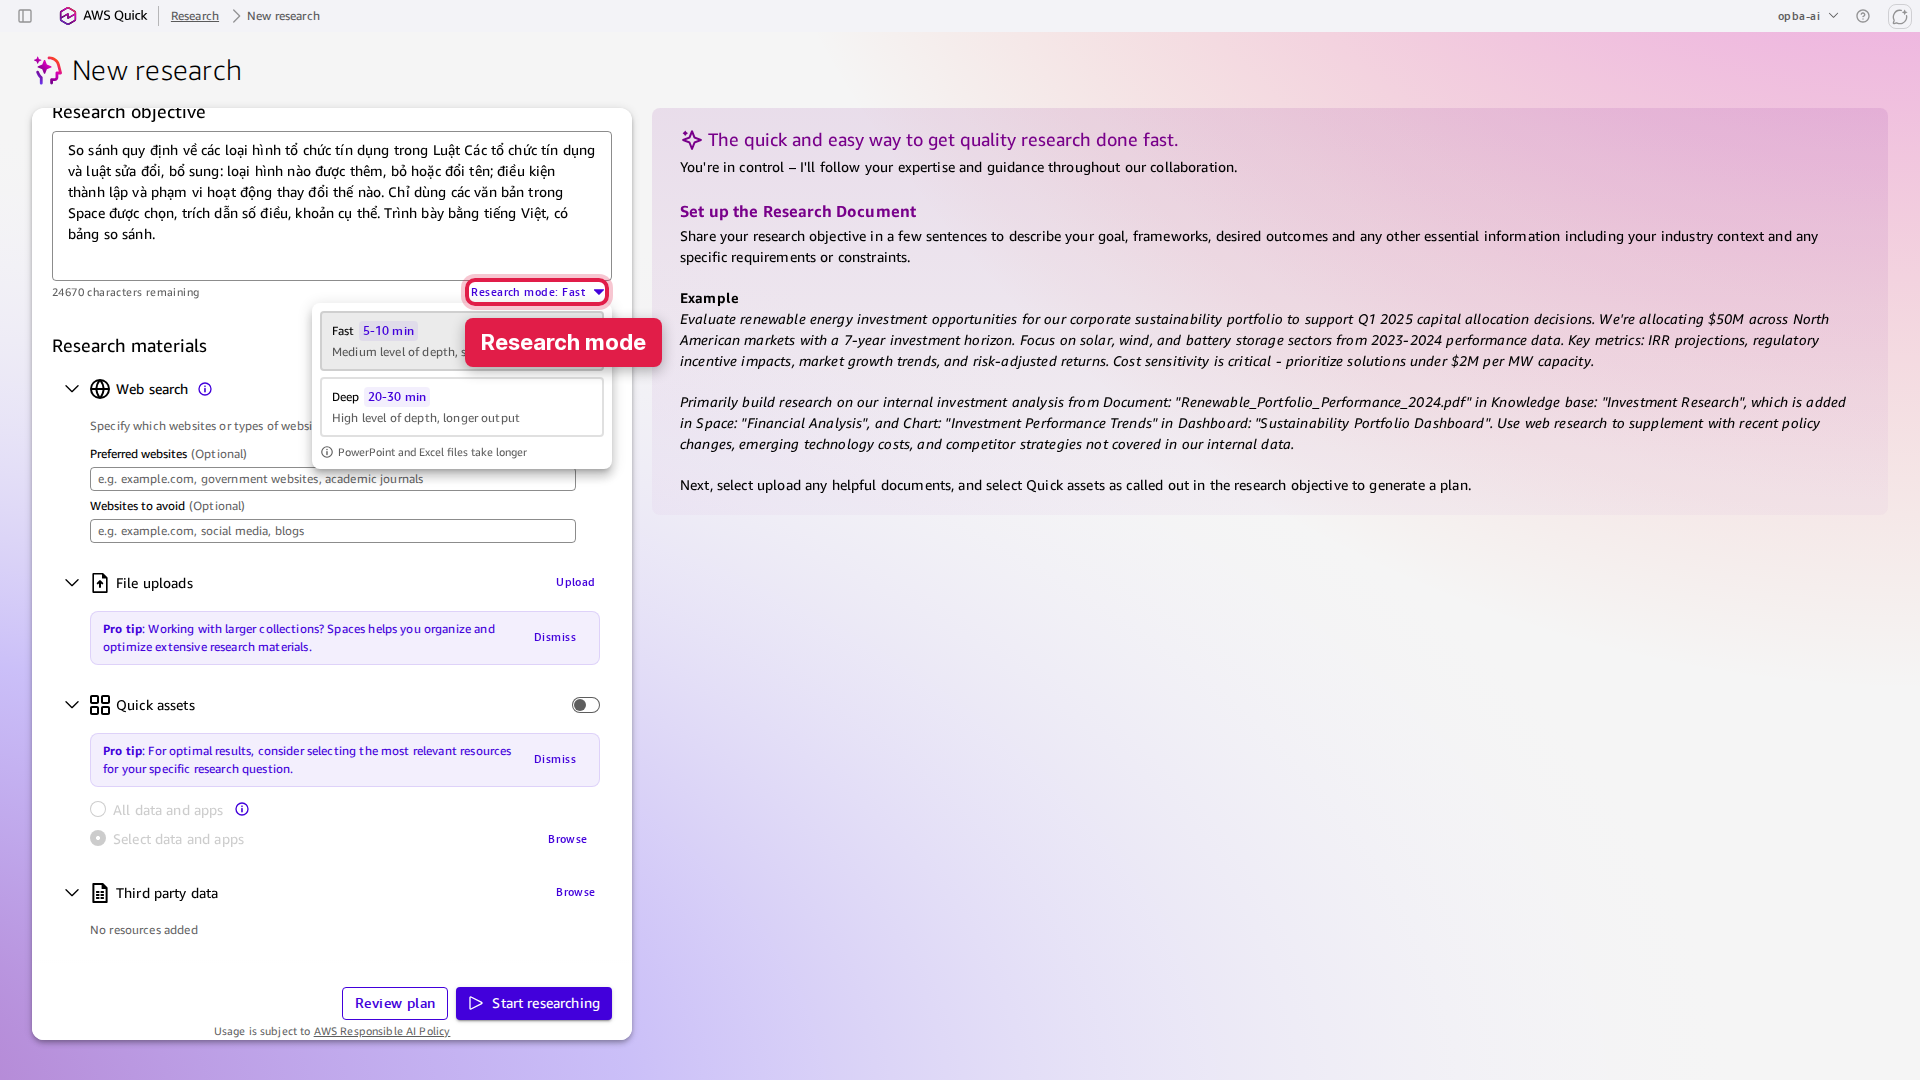 AWS Quick
Research
New research
opba-ai
New research
Research objective
So sánh quy định về các loại hình tổ chức tín dụng trong Luật Các tổ chức tín dụng
và luật sửa đổi, bổ sung: loại hình nào được thêm, bỏ hoặc đổi tên; điều kiện
thành lập và phạm vi hoạt động thay đổi thế nào. Chỉ dùng các văn bản trong
Space được chọn, trích dẫn số điều, khoản cụ thể. Trình bày bằng tiếng Việt, có
bảng so sánh.
24670 characters remaining
Research mode: Fast
Fast 5-10 min
Medium level of depth, s
Research mode
Deep 20-30 min
High level of depth, longer output
PowerPoint and Excel files take longer
Research materials
Web search
Specify which websites or types of websi
Preferred websites (Optional)
e.g. example.com, government websites, academic journals
Websites to avoid (Optional)
e.g. example.com, social media, blogs
File uploads
Upload
Pro tip: Working with larger collections? Spaces helps you organize and
optimize extensive research materials.
Dismiss
Quick assets
Pro tip: For optimal results, consider selecting the most relevant resources
for your specific research question.
Dismiss
All data and apps
Select data and apps
Browse
Third party data
Browse
No resources added
Review plan
Start researching
Usage is subject to AWS Responsible AI Policy
The quick and easy way to get quality research done fast.
You're in control – I'll follow your expertise and guidance throughout our collaboration.
Set up the Research Document
Share your research objective in a few sentences to describe your goal, frameworks, desired outcomes and any other essential information including your industry context and any
specific requirements or constraints.
Example
Evaluate renewable energy investment opportunities for our corporate sustainability portfolio to support Q1 2025 capital allocation decisions. We're allocating $50M across North
American markets with a 7-year investment horizon. Focus on solar, wind, and battery storage sectors from 2023-2024 performance data. Key metrics: IRR projections, regulatory
incentive impacts, market growth trends, and risk-adjusted returns. Cost sensitivity is critical - prioritize solutions under $2M per MW capacity.
Primarily build research on our internal investment analysis from Document: "Renewable_Portfolio_Performance_2024.pdf" in Knowledge base: "Investment Research", which is added
in Space: "Financial Analysis", and Chart: "Investment Performance Trends" in Dashboard: "Sustainability Portfolio Dashboard". Use web research to supplement with recent policy
changes, emerging technology costs, and competitor strategies not covered in our internal data.
Next, select upload any helpful documents, and select Quick assets as called out in the research objective to generate a plan.